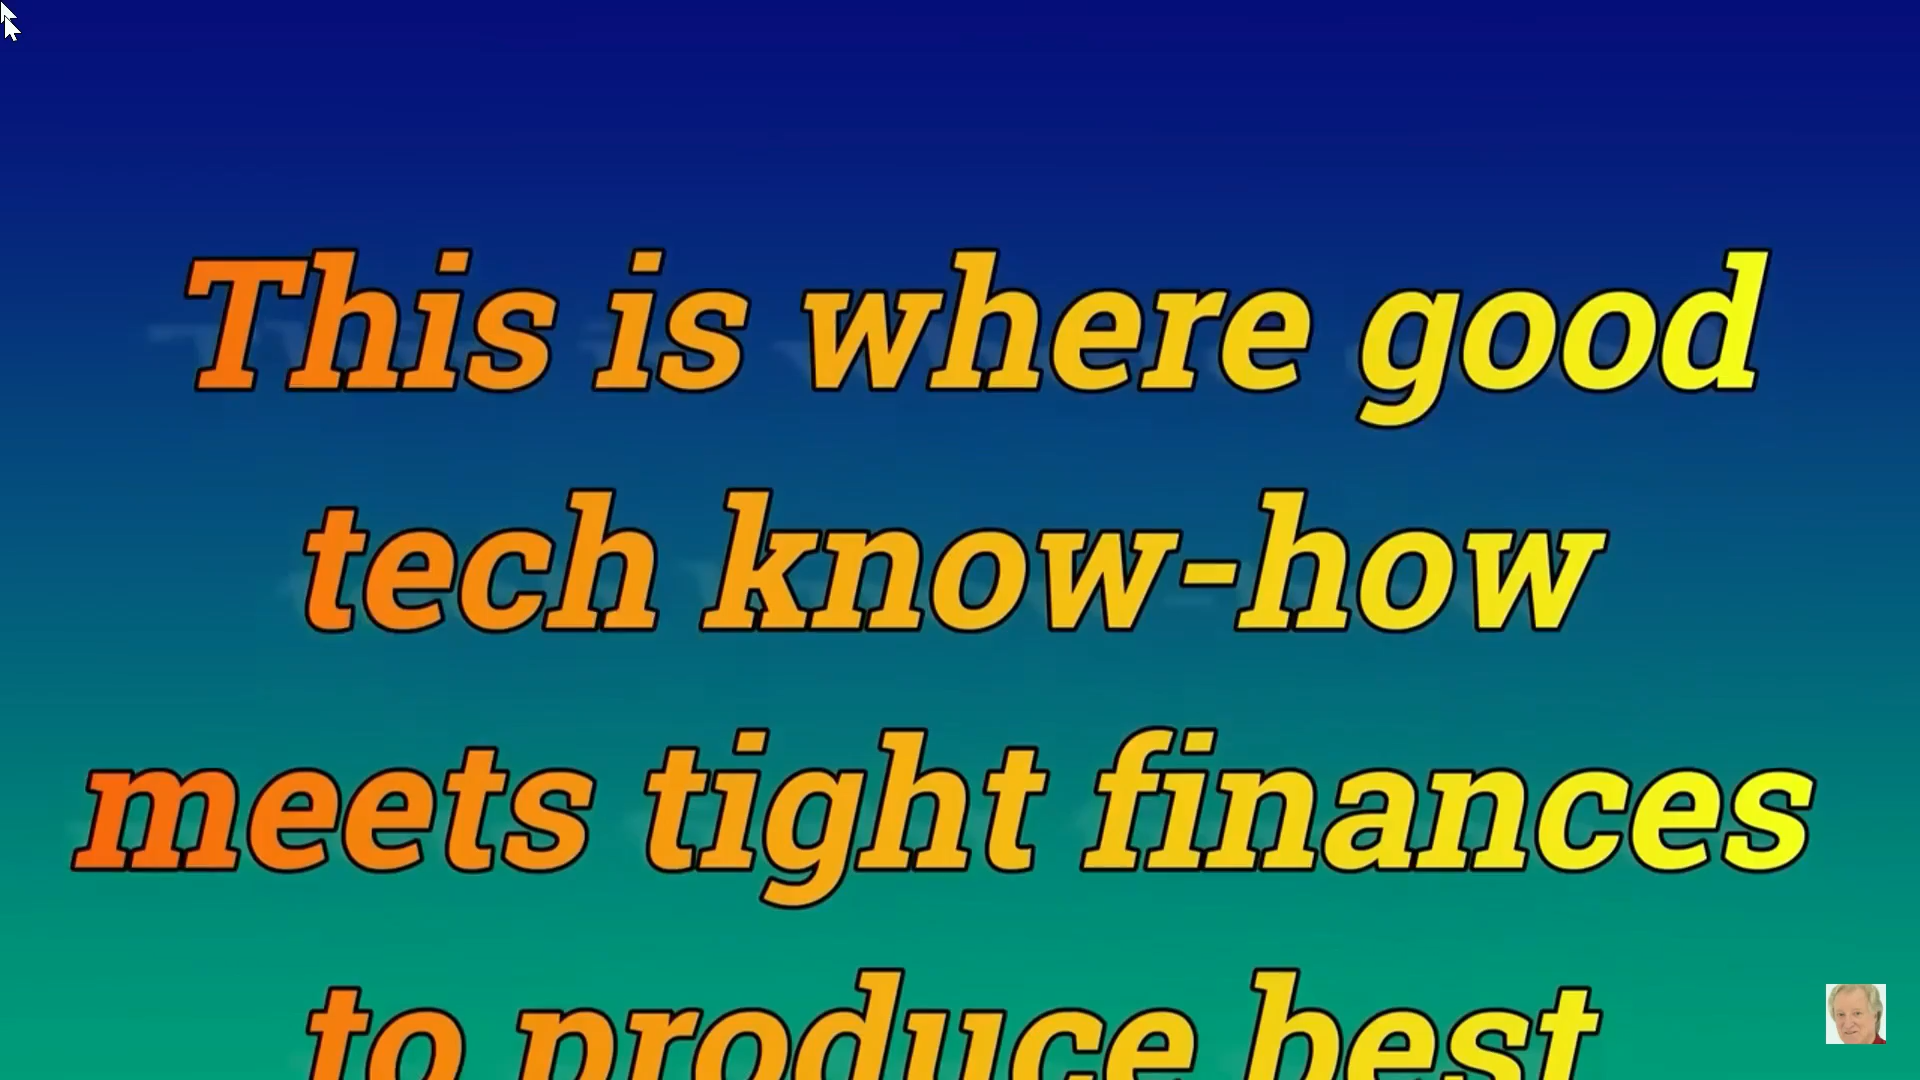 This is where good
tech know-how
meets tight finances
to produce best